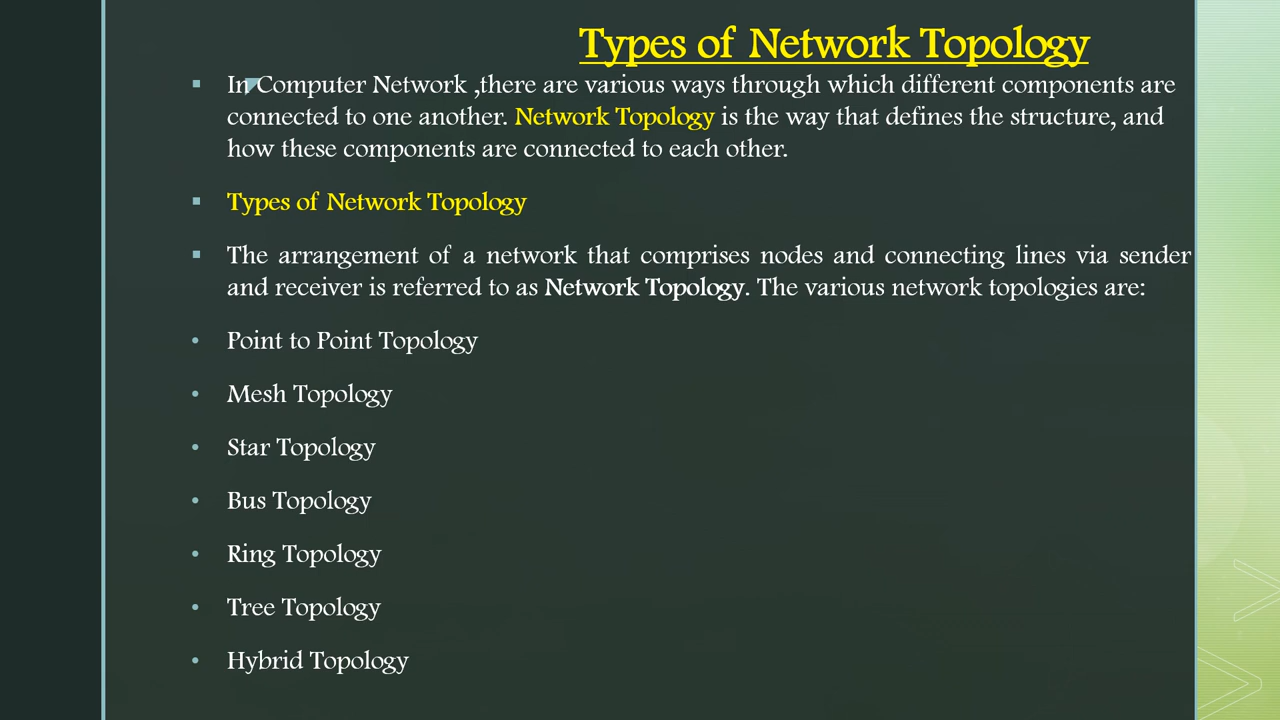 Types of Network Topology
In Computer Network ,there are various ways through which different components are
connected to one another. Network Topology is the way that defines the structure, and
how these components are connected to each other.
Types of Network Topology
The arrangement of a network that comprises nodes and connecting lines via sender
and receiver is referred to as Network Topology. The various network topologies are:
Point to Point Topology
Mesh Topology
Star Topology
Bus Topology
Ring Topology
Tree Topology
Hybrid Topology